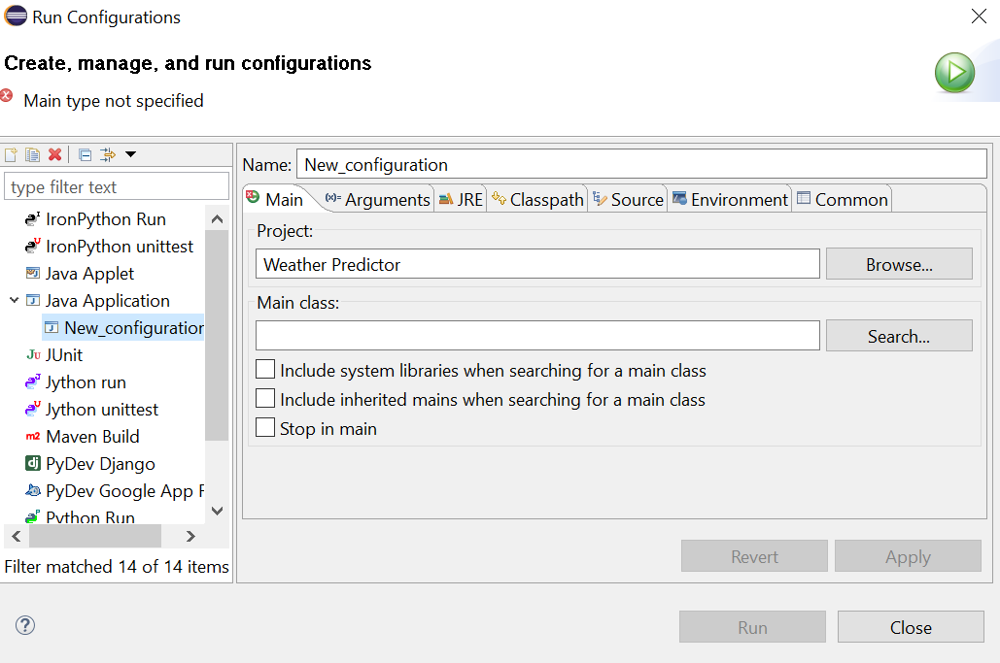 Run Configurations
Create, manage, and run configurations
Main type not specified
type filter text
IronPython Run
IronPython unittest
Java Applet
Java Application
New_configuration
JUnit
Jython run
Jython unittest
Maven Build
PyDev Django
PyDev Google App
Python Run
Filter matched 14 of 14 items
Name: New_configuration
Main (x)= Arguments JRE Classpath Source Environment Common
Project:
Weather Predictor Browse...
Main class:
Search...
Include system libraries when searching for a main class
Include inherited mains when searching for a main class
Stop in main
Revert Apply
Run Close